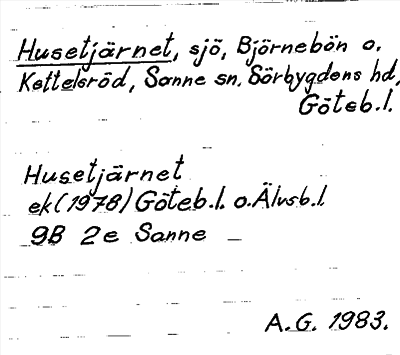 Husetjärnet, sjö, Björnebön o.
Kettelsröd, Sanne sn. Sörbygdens hd,
Göteb.l.
Husetjärnet
ek (1978) Göteb.l. o. Älvsb.l
9B 2e Sanne –
A.G. 1983.